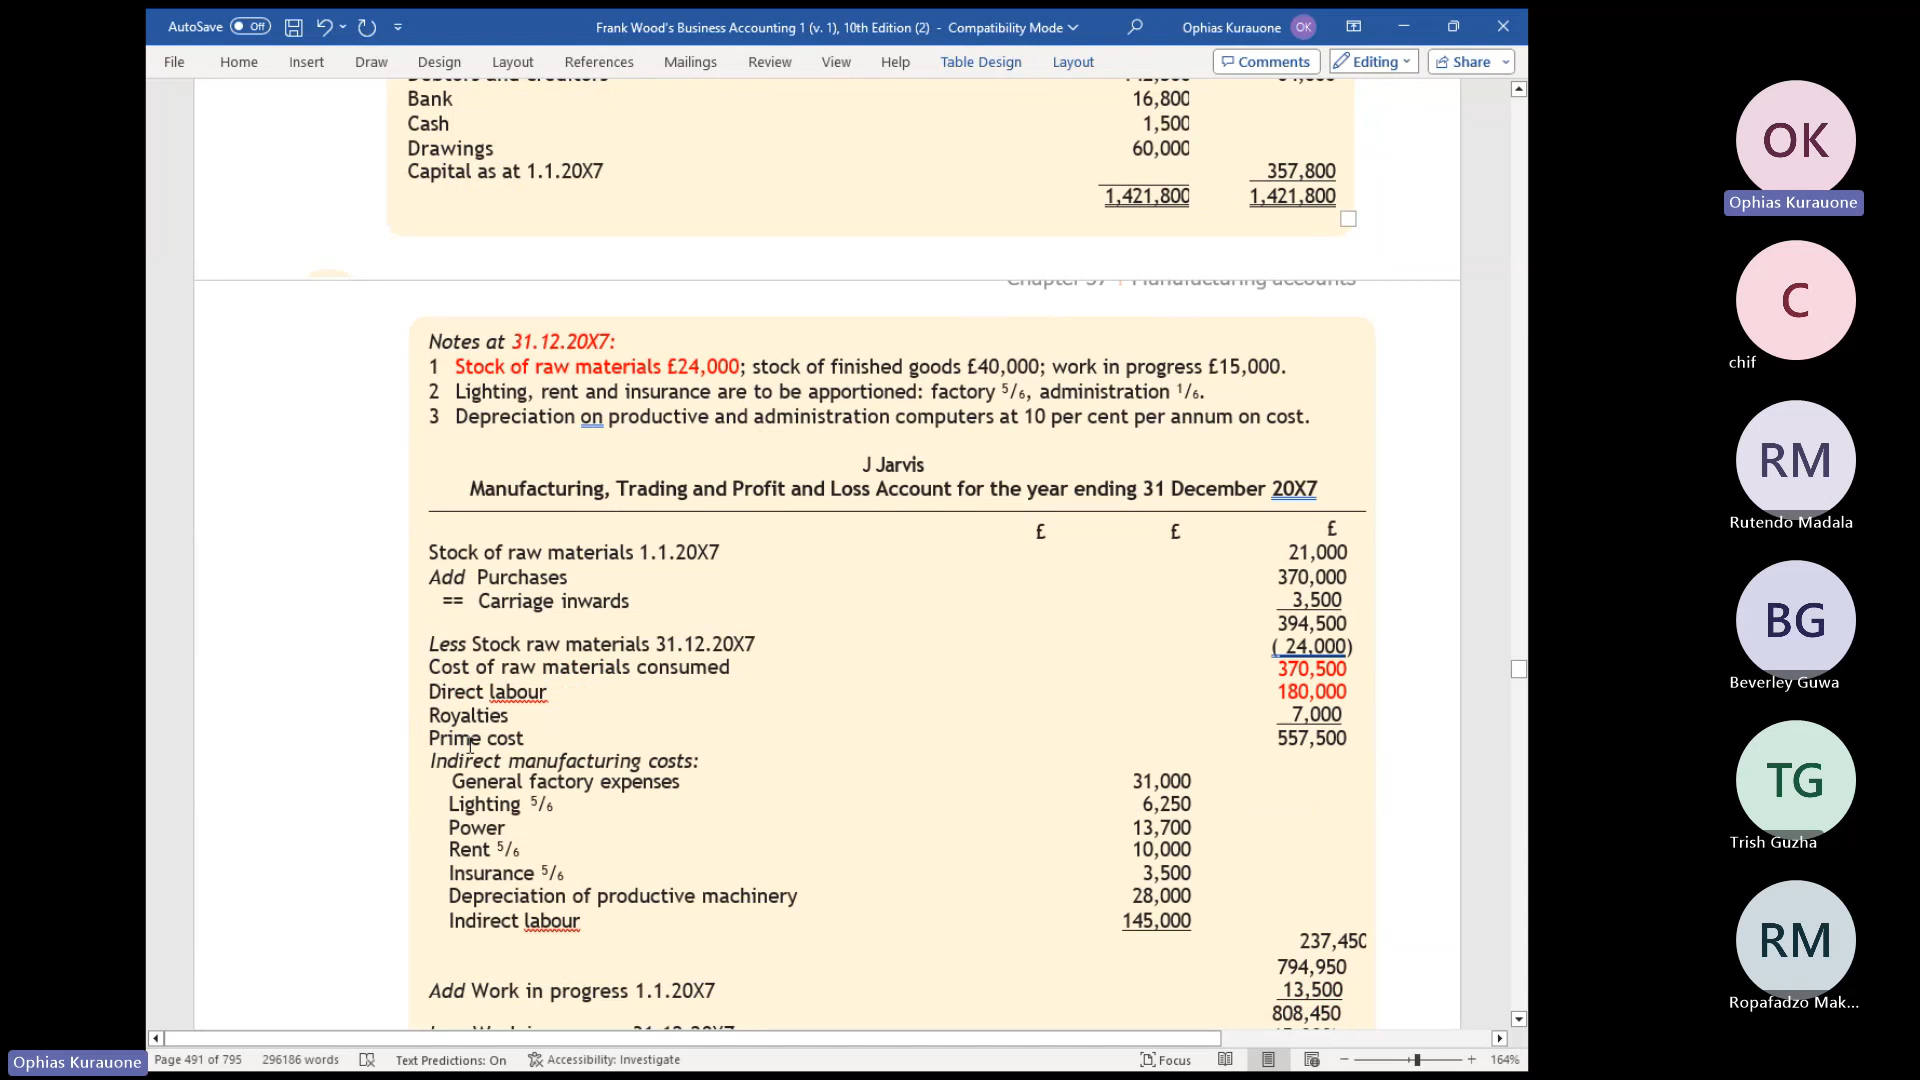 AutoSave Off Frank Wood's Business Accounting 1 (v. 1), 10th Edition (2) - Compatibility Mode Ophias Kurauone OK
File Home Insert Draw Design Layout References Mailings Review View Help Table Design Layout Comments Editing Share
Debtors and creditors
Bank 16,800
Cash 1,500
Drawings 60,000
Capital as at 1.1.20X7 357,800
1,421,800 1,421,800
Chapter 37 Manufacturing accounts
Notes at 31.12.20X7:
1 Stock of raw materials £24,000; stock of finished goods £40,000; work in progress £15,000.
2 Lighting, rent and insurance are to be apportioned: factory 5/6, administration 1/6.
3 Depreciation on productive and administration computers at 10 per cent per annum on cost.
J Jarvis
Manufacturing, Trading and Profit and Loss Account for the year ending 31 December 20X7
£ £ £
Stock of raw materials 1.1.20X7 21,000
Add Purchases 370,000
== Carriage inwards 3,500
394,500
Less Stock raw materials 31.12.20X7 ( 24,000)
Cost of raw materials consumed 370,500
Direct labour 180,000
Royalties 7,000
Prime cost 557,500
Indirect manufacturing costs:
General factory expenses 31,000
Lighting 5/6 6,250
Power 13,700
Rent 5/6 10,000
Insurance 5/6 3,500
Depreciation of productive machinery 28,000
Indirect labour 145,000
237,450
794,950
Add Work in progress 1.1.20X7 13,500
808,450
Page 491 of 795 296186 words Text Predictions: On Accessibility: Investigate Focus 164%
Ophias Kurauone
OK
Ophias Kurauone
C
chif
RM
Rutendo Madala
BG
Beverley Guwa
TG
Trish Guzha
RM
Ropafadzo Mak...